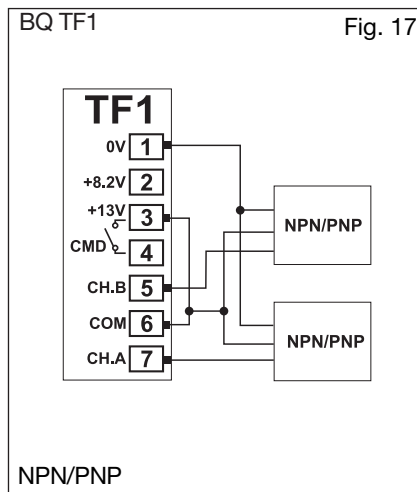 BQ TF1
Fig. 17
TF1
0V 1
+8.2V 2
+13V 3
CMD 4
CH.B 5
COM 6
CH.A 7
NPN/PNP
NPN/PNP
NPN/PNP